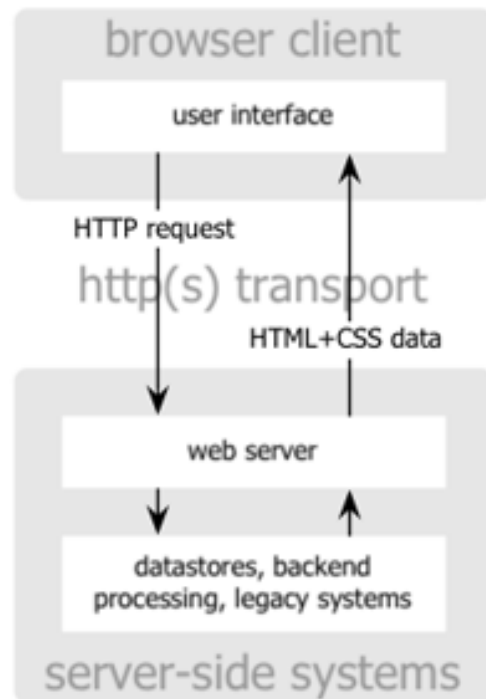 browser client
user interface
HTTP request
http(s) transport
HTML+CSS data
web server
datastores, backend
processing, legacy systems
server-side systems